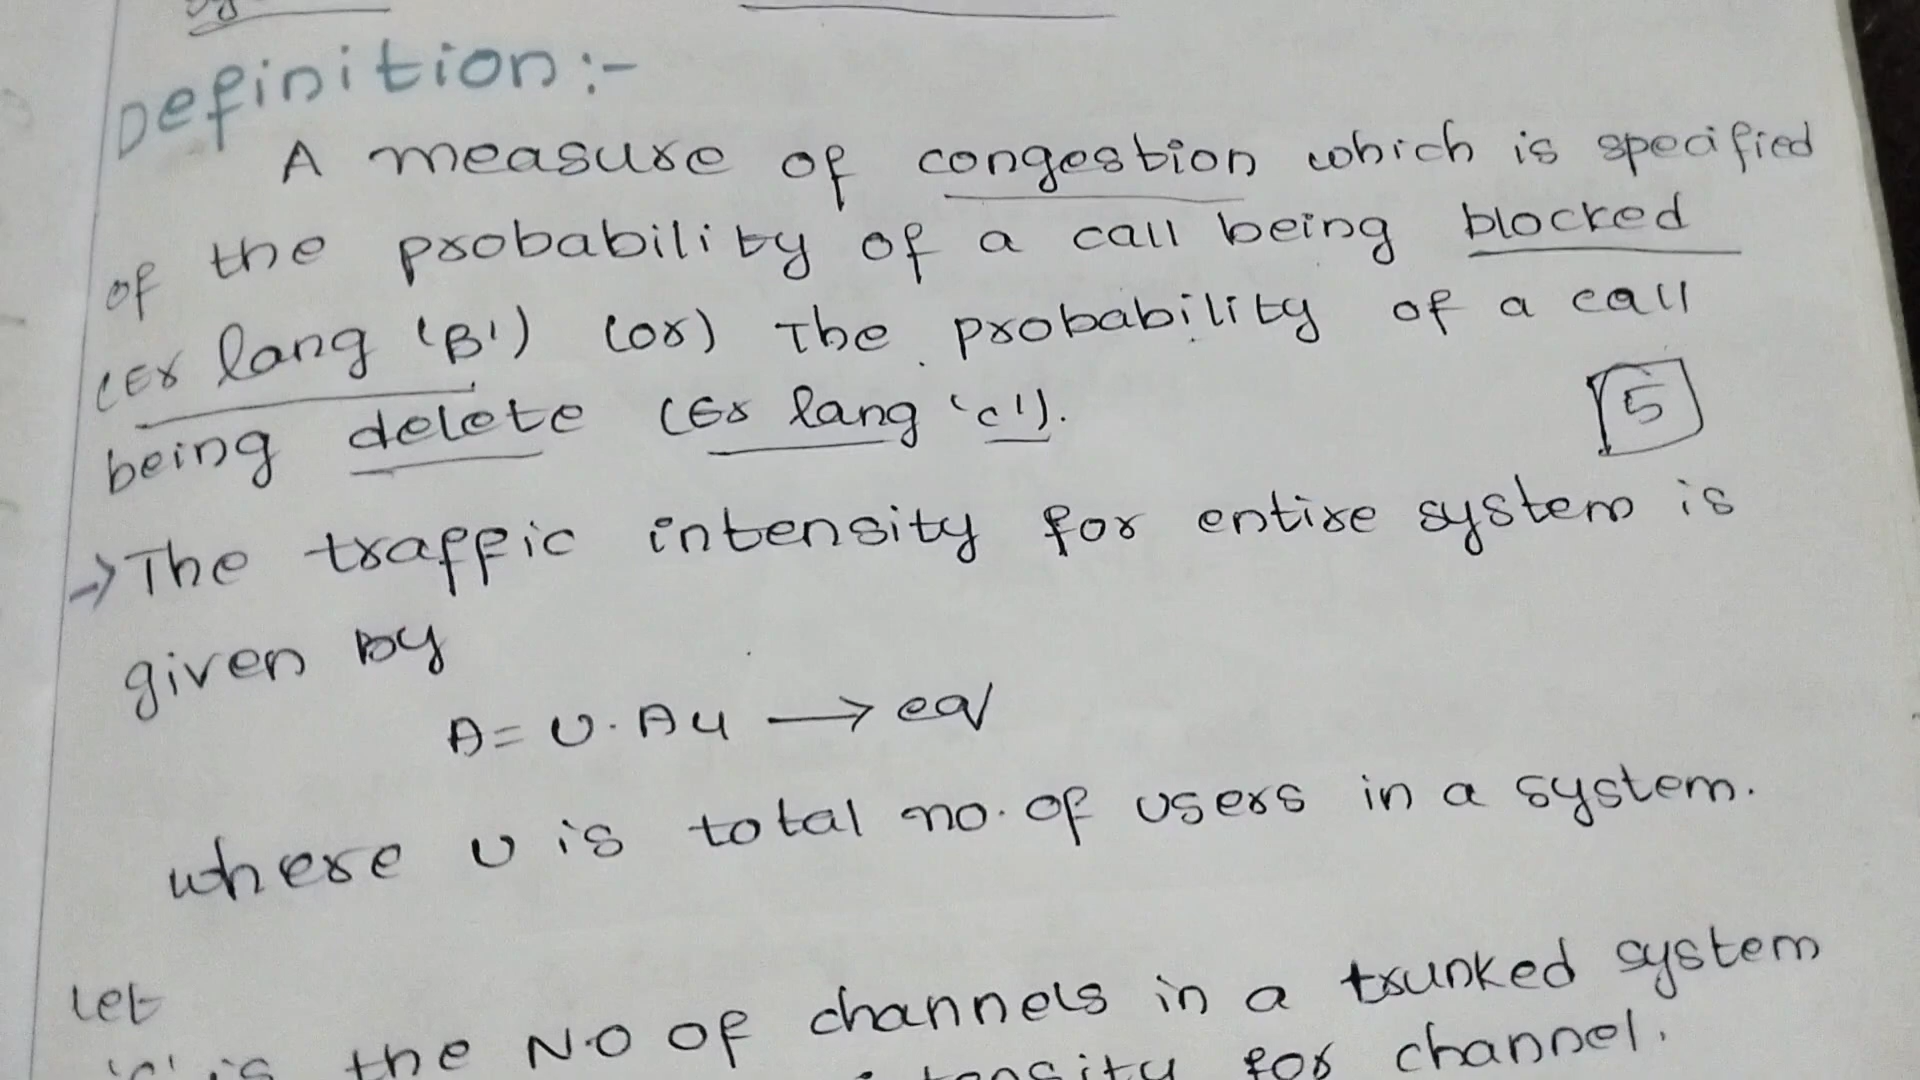 Definition :-
A measure of congestion which is specified
of the probability of a call being blocked
(Er lang 'B') (or) The probability of a call
being delete (Er lang 'c').
5
→ The traffic intensity for entire system is
given by
A = U. Au → eq
where U is total no. of users in a system.
Let
'c' is the NO OF channels in a trunked system
for channel.